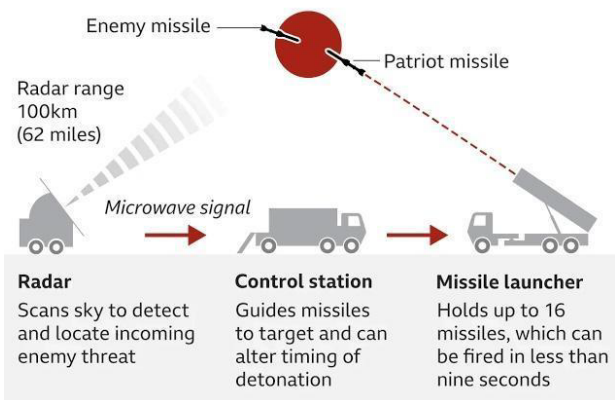 Enemy missile
Patriot missile
Radar range
100km
(62 miles)
Microwave signal
Radar
Scans sky to detect
and locate incoming
enemy threat
Control station
Guides missiles
to target and can
alter timing of
detonation
Missile launcher
Holds up to 16
missiles, which can
be fired in less than
nine seconds